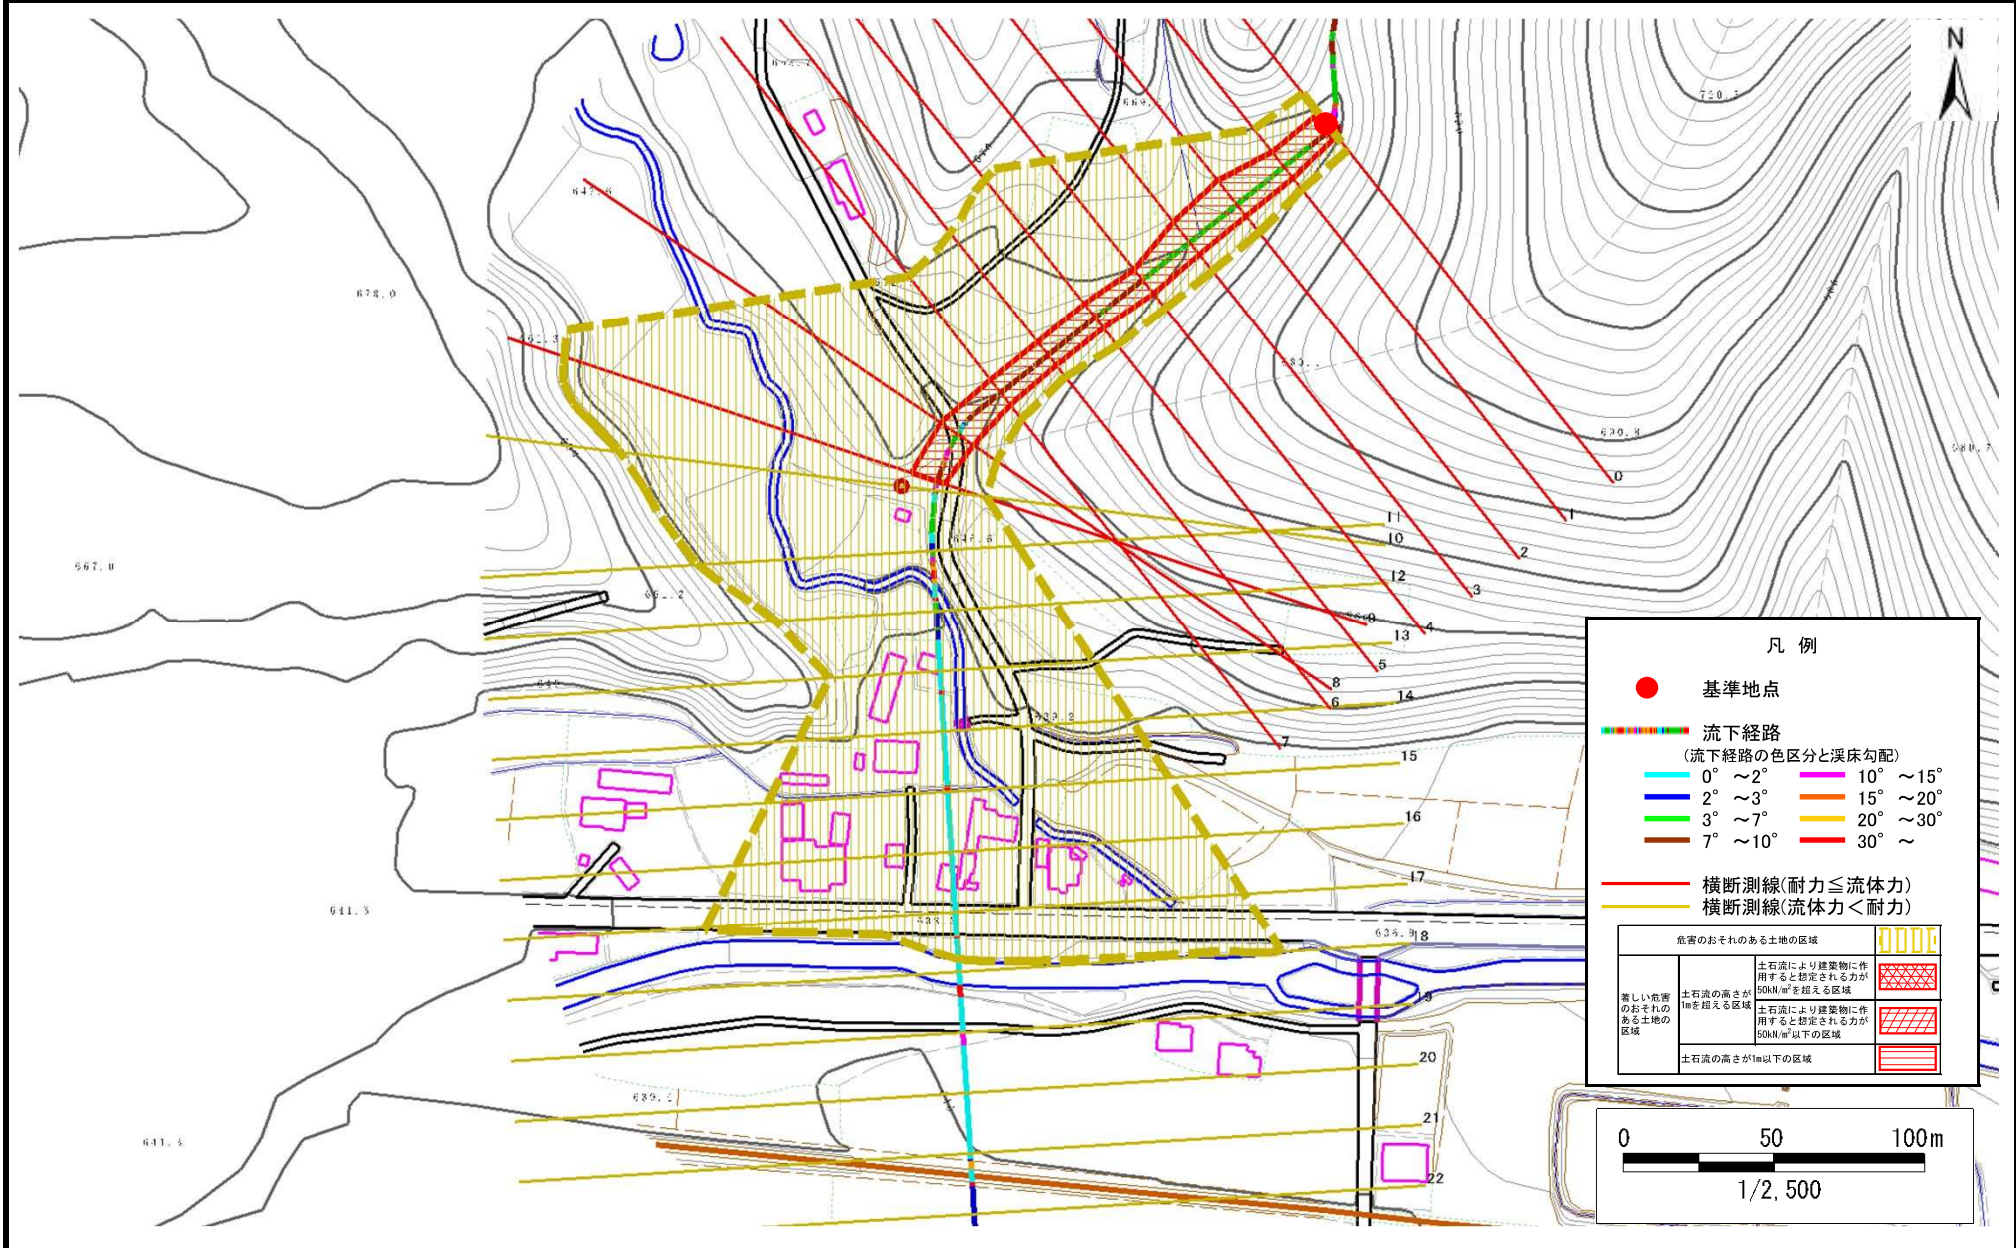 N
720.5
678.0
690.8
667.0
641.3
0
1
2
3
4
5
6
7
8
9
10
11
12
13
14
15
16
17
18
19
20
21
22
凡 例
基準地点
流下経路
(流下経路の色区分と渓床勾配)
0° ～2° 10° ～15°
2° ～3° 15° ～20°
3° ～7° 20° ～30°
7° ～10° 30° ～
横断測線(耐力≦流体力)
横断測線(流体力＜耐力)
危害のおそれのある土地の区域
著しい危害
のおそれの
ある土地の
区域
土石流の高さが
1mを超える区域
土石流により建築物に作
用すると想定される力が
50kN/m²を超える区域
土石流により建築物に作
用すると想定される力が
50kN/m²以下の区域
土石流の高さが1m以下の区域
0 50 100m
1/2,500